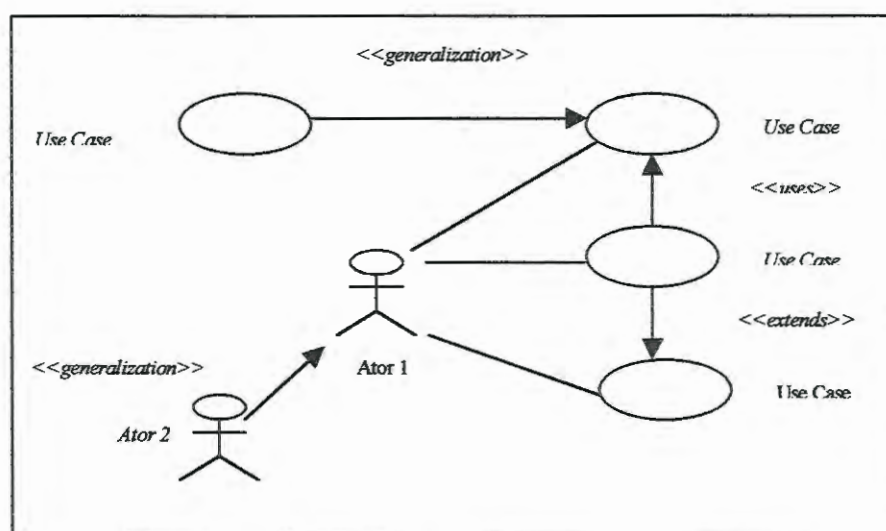 <<generalization>>
Use Case
Use Case
<<uses>>
Use Case
<<extends>>
<<generalization>>
Ator 1
Use Case
Ator 2